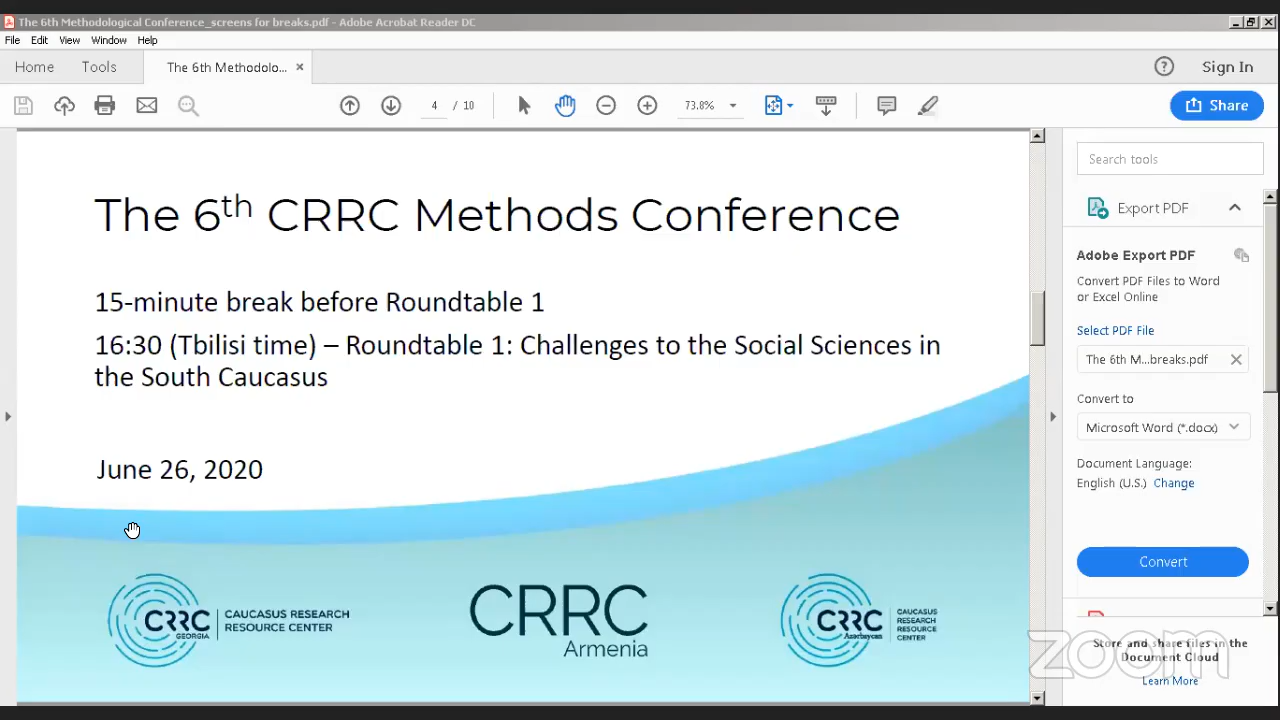 The 6th Methodological Conference_screens for breaks.pdf - Adobe Acrobat Reader DC
File Edit View Window Help
Home Tools The 6th Methodolo... × Sign In
4 / 10 73.8% Share
The 6th CRRC Methods Conference
15-minute break before Roundtable 1
16:30 (Tbilisi time) – Roundtable 1: Challenges to the Social Sciences in
the South Caucasus
June 26, 2020
CRRC
GEORGIA
CAUCASUS RESEARCH
RESOURCE CENTER
CRRC
Armenia
CRRC
Azerbaycan
CAUCASUS
RESEARCH
RESOURCE
CENTER
Search tools
Export PDF
Adobe Export PDF
Convert PDF Files to Word
or Excel Online
Select PDF File
The 6th M...breaks.pdf
Convert to
Microsoft Word (*.docx)
Document Language:
English (U.S.) Change
Convert
Store and share files in the
Document Cloud
Learn More
zoom